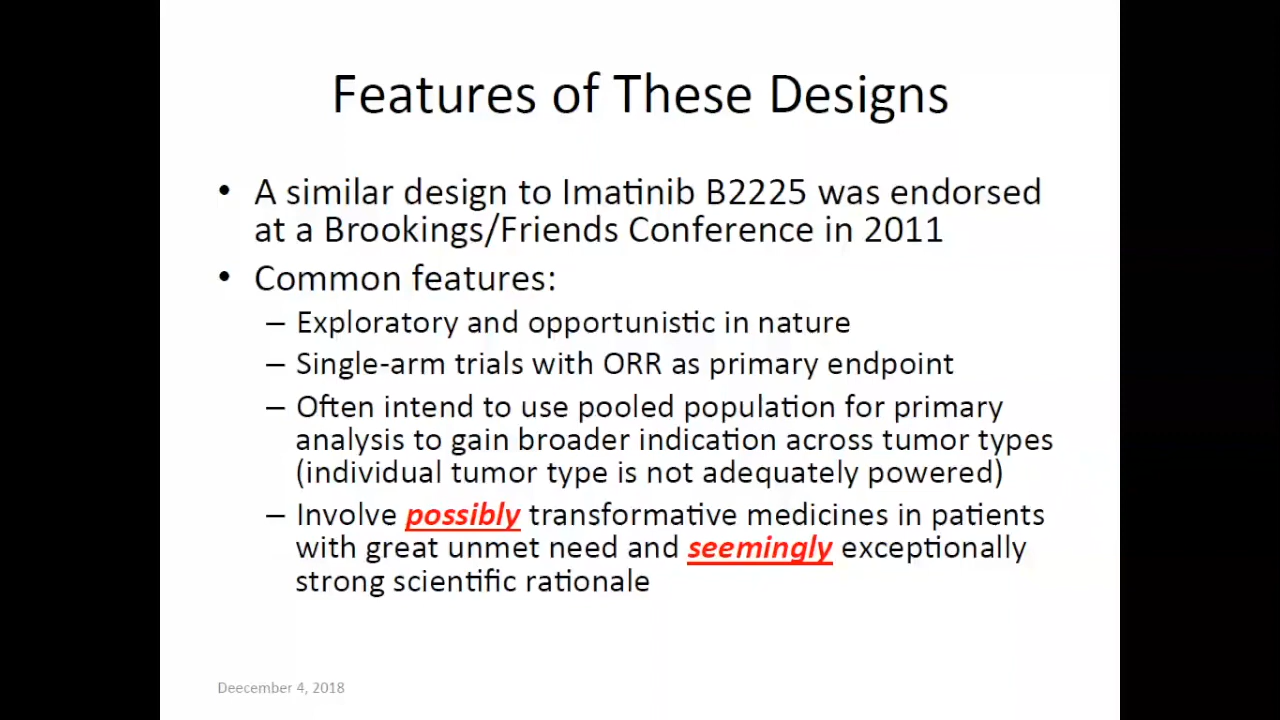 Features of These Designs
• A similar design to Imatinib B2225 was endorsed
at a Brookings/Friends Conference in 2011
• Common features:
– Exploratory and opportunistic in nature
– Single-arm trials with ORR as primary endpoint
– Often intend to use pooled population for primary
analysis to gain broader indication across tumor types
(individual tumor type is not adequately powered)
– Involve possibly transformative medicines in patients
with great unmet need and seemingly exceptionally
strong scientific rationale
Deecember 4, 2018